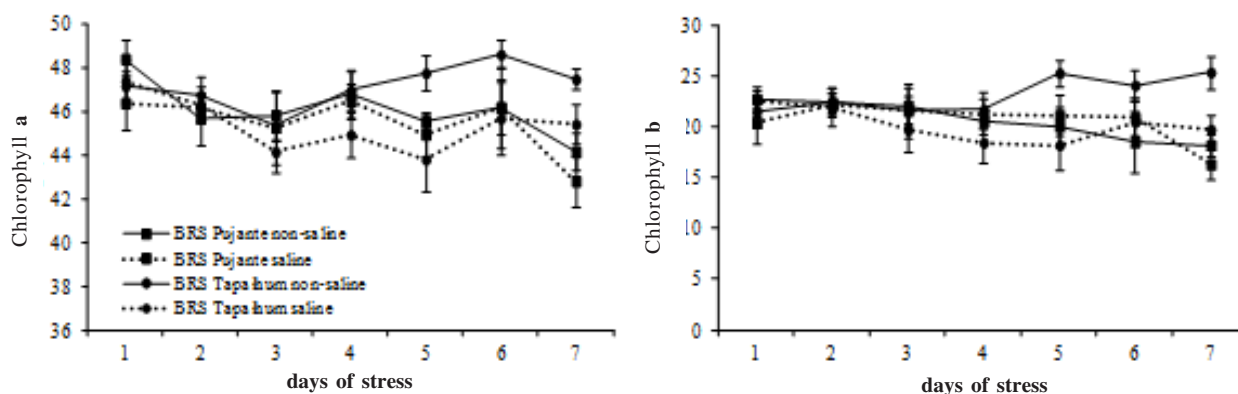 50
48
46
44
42
40
38
36
Chlorophyll a
BRS Pujante non-saline
BRS Pujante saline
BRS Tapaihum non-saline
BRS Tapaihum saline
1 2 3 4 5 6 7
days of stress
30
25
20
15
10
5
0
Chlorophyll b
1 2 3 4 5 6 7
days of stress